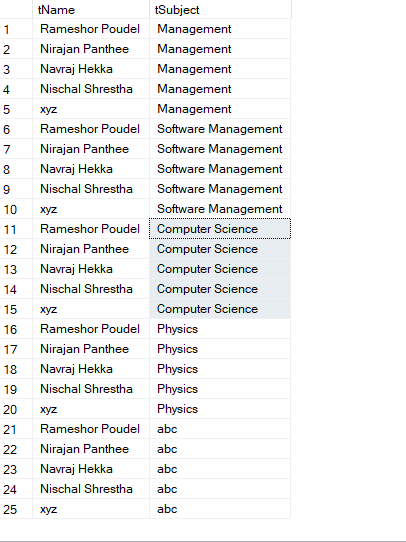 tName tSubject
1 Rameshor Poudel Management
2 Nirajan Panthee Management
3 Navraj Hekka Management
4 Nischal Shrestha Management
5 xyz Management
6 Rameshor Poudel Software Management
7 Nirajan Panthee Software Management
8 Navraj Hekka Software Management
9 Nischal Shrestha Software Management
10 xyz Software Management
11 Rameshor Poudel Computer Science
12 Nirajan Panthee Computer Science
13 Navraj Hekka Computer Science
14 Nischal Shrestha Computer Science
15 xyz Computer Science
16 Rameshor Poudel Physics
17 Nirajan Panthee Physics
18 Navraj Hekka Physics
19 Nischal Shrestha Physics
20 xyz Physics
21 Rameshor Poudel abc
22 Nirajan Panthee abc
23 Navraj Hekka abc
24 Nischal Shrestha abc
25 xyz abc